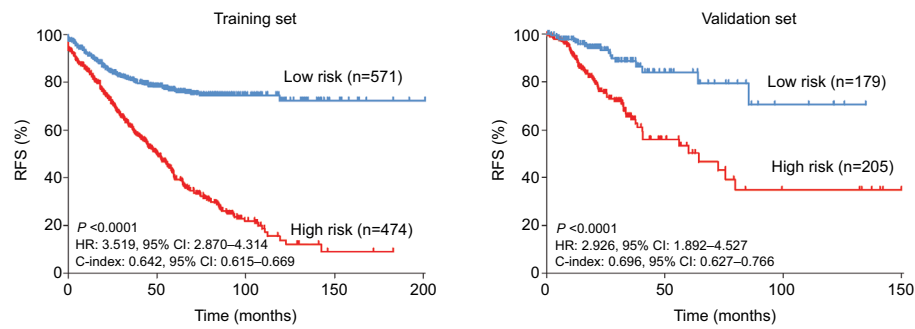 Training set
RFS (%)
100
80
60
40
20
0
Low risk (n=571)
High risk (n=474)
P <0.0001
HR: 3.519, 95% CI: 2.870–4.314
C-index: 0.642, 95% CI: 0.615–0.669
0 50 100 150 200
Time (months)
Validation set
RFS (%)
100
80
60
40
20
0
Low risk (n=179)
High risk (n=205)
P <0.0001
HR: 2.926, 95% CI: 1.892–4.527
C-index: 0.696, 95% CI: 0.627–0.766
0 50 100 150
Time (months)